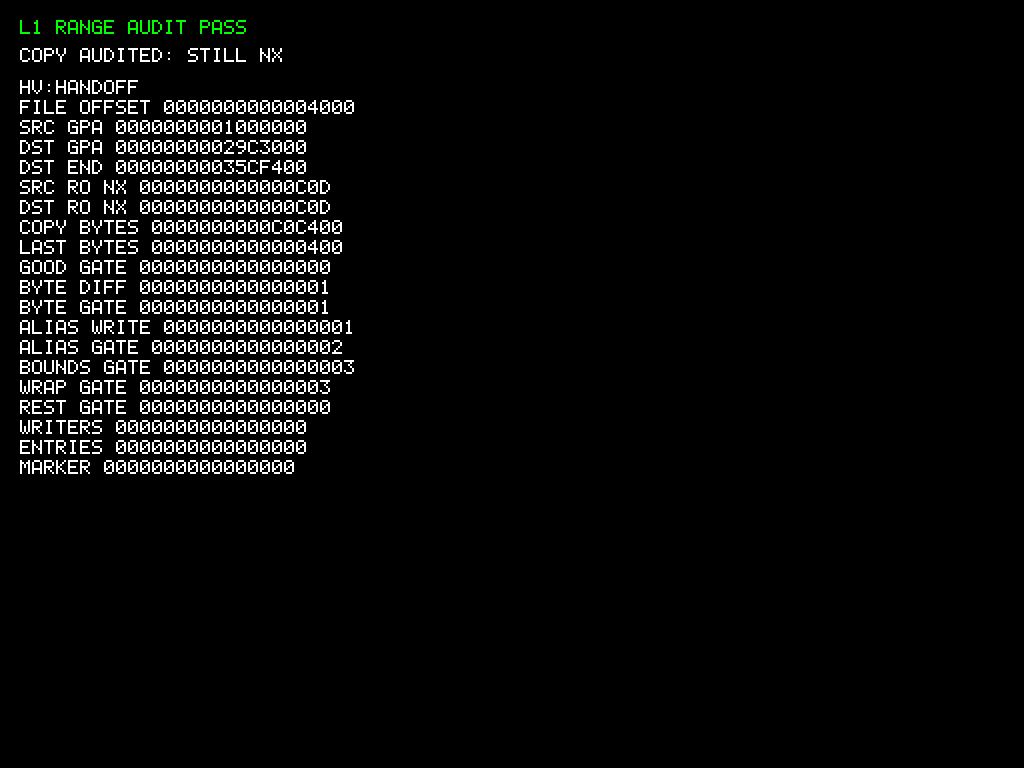 L1 RANGE AUDIT PASS
COPY AUDITED: STILL NX
HV:HANDOFF
FILE OFFSET 0000000000004000
SRC GPA 0000000001000000
DST GPA 00000000029C3000
DST END 00000000035CF400
SRC RO NX 0000000000000C0D
DST RO NX 0000000000000C0D
COPY BYTES 0000000000C0C400
LAST BYTES 0000000000000400
GOOD GATE 0000000000000000
BYTE DIFF 0000000000000001
BYTE GATE 0000000000000001
ALIAS WRITE 0000000000000001
ALIAS GATE 0000000000000002
BOUNDS GATE 0000000000000003
WRAP GATE 0000000000000003
REST GATE 0000000000000000
WRITERS 0000000000000000
ENTRIES 0000000000000000
MARKER 0000000000000000